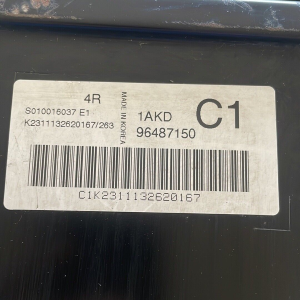 4R
S010016037 E1
K2311132620167/263
MADE IN KOREA
1AKD
96487150
C1
C1K2311132620167